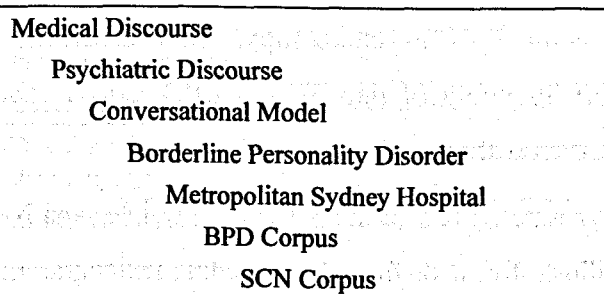 Medical Discourse
Psychiatric Discourse
Conversational Model
Borderline Personality Disorder
Metropolitan Sydney Hospital
BPD Corpus
SCN Corpus